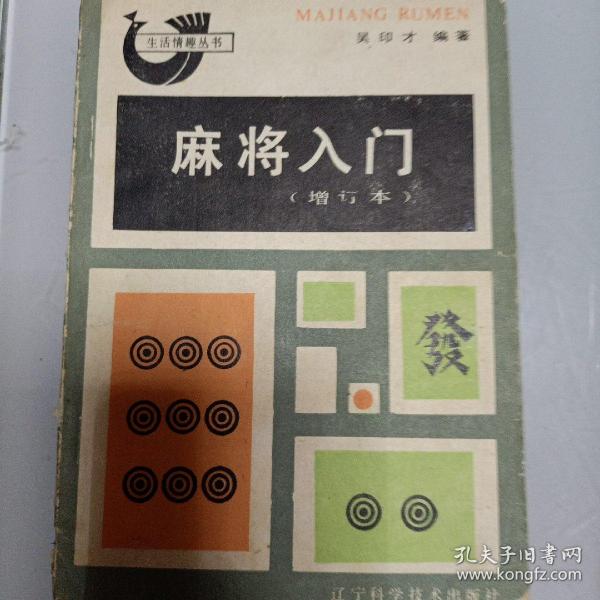 MAJIANG RUMEN
吴印才 编著
生活情趣丛书
麻将入门
(增订本)
發
辽宁科学技术出版社
孔夫子旧书网
www.kongfz.com